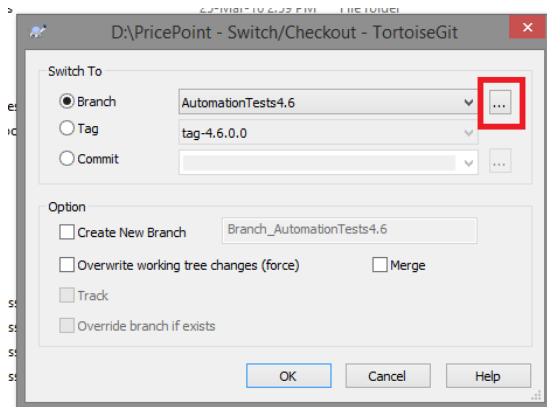 D:\PricePoint - Switch/Checkout - TortoiseGit
Switch To
Branch AutomationTests4.6 ...
Tag tag-4.6.0.0
Commit ...
Option
Create New Branch Branch_AutomationTests4.6
Overwrite working tree changes (force) Merge
Track
Override branch if exists
OK Cancel Help